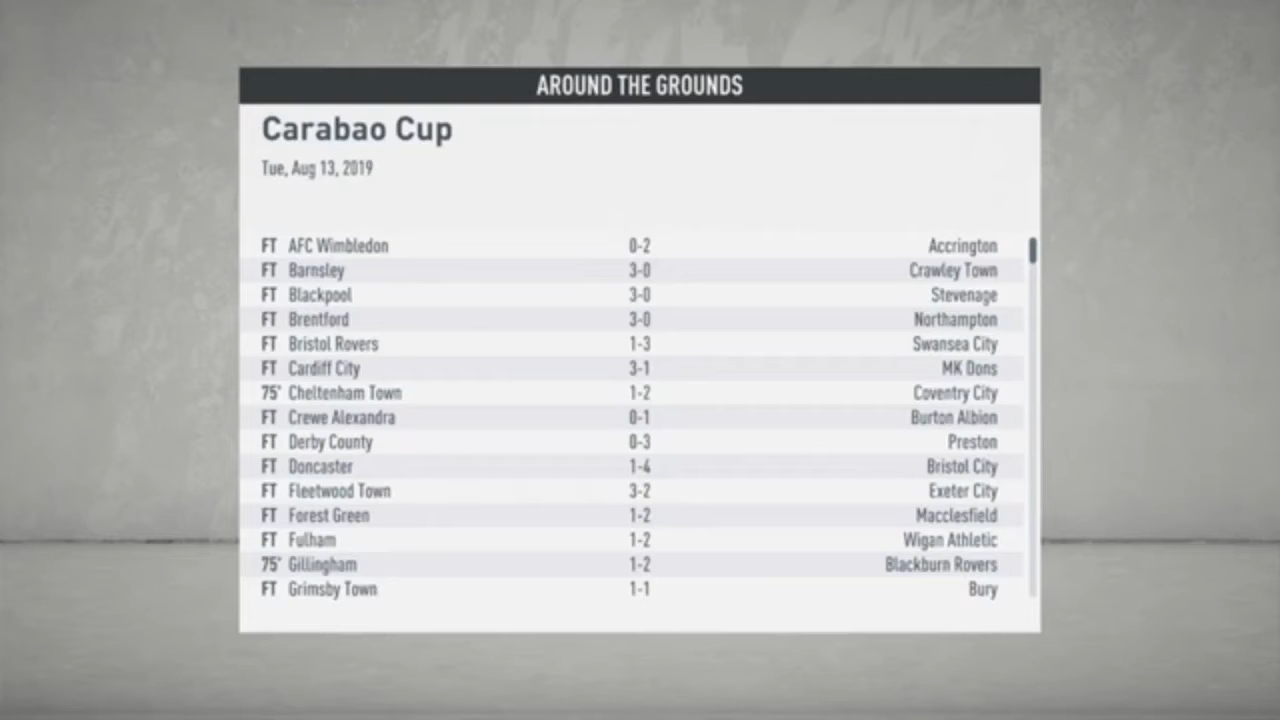 AROUND THE GROUNDS
Carabao Cup
Tue, Aug 13, 2019
FT AFC Wimbledon 0-2 Accrington
FT Barnsley 3-0 Crawley Town
FT Blackpool 3-0 Stevenage
FT Brentford 3-0 Northampton
FT Bristol Rovers 1-3 Swansea City
FT Cardiff City 3-1 MK Dons
75' Cheltenham Town 1-2 Coventry City
FT Crewe Alexandra 0-1 Burton Albion
FT Derby County 0-3 Preston
FT Doncaster 1-4 Bristol City
FT Fleetwood Town 3-2 Exeter City
FT Forest Green 1-2 Macclesfield
FT Fulham 1-2 Wigan Athletic
75' Gillingham 1-2 Blackburn Rovers
FT Grimsby Town 1-1 Bury